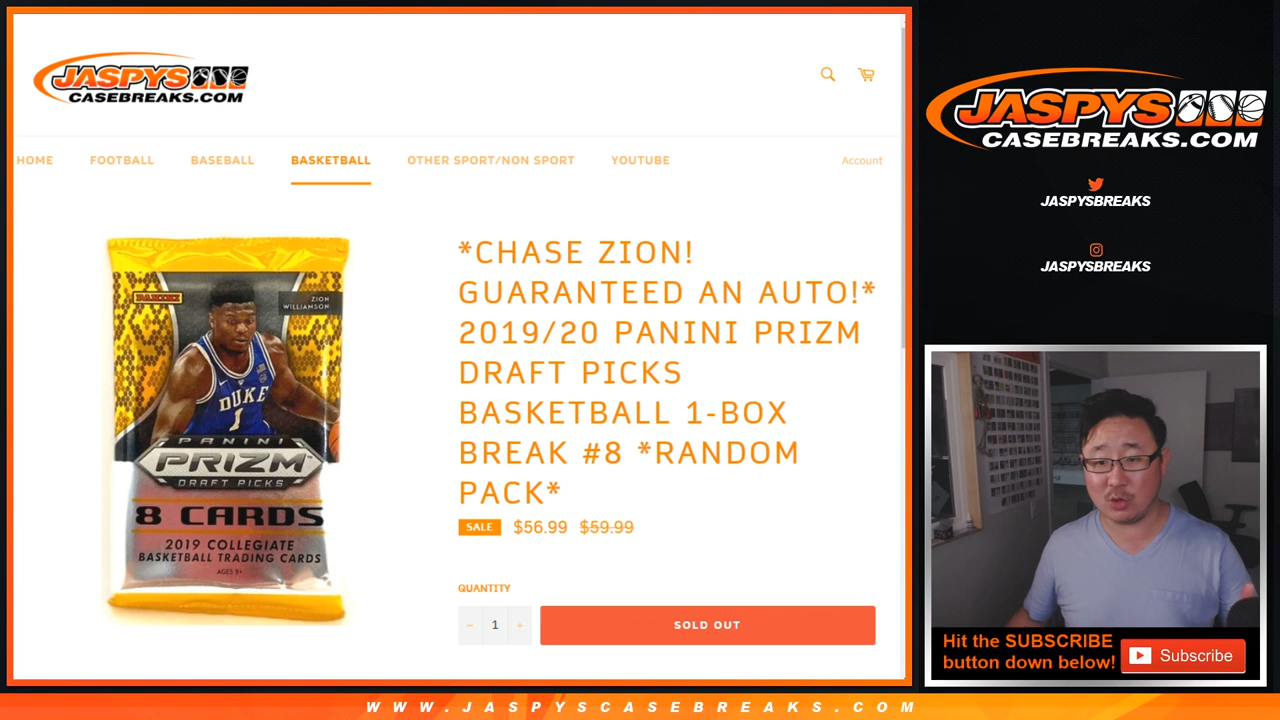 JASPYS
CASEBREAKS.COM
HOME
FOOTBALL
BASEBALL
BASKETBALL
OTHER SPORT/NON SPORT
YOUTUBE
Account
PANINI
ZION
WILLIAMSON
DUKE
1
PANINI
PRIZM
DRAFT PICKS
8 CARDS
2019 COLLEGIATE
BASKETBALL TRADING CARDS
AGES 9+
*CHASE ZION!
GUARANTEED AN AUTO!*
2019/20 PANINI PRIZM
DRAFT PICKS
BASKETBALL 1-BOX
BREAK #8 *RANDOM
PACK*
SALE $56.99 $59.99
QUANTITY
− 1 +
SOLD OUT
JASPYS
CASEBREAKS.COM
JASPYSBREAKS
JASPYSBREAKS
Hit the SUBSCRIBE
button down below!
Subscribe
WWW.JASPYSCASEBREAKS.COM